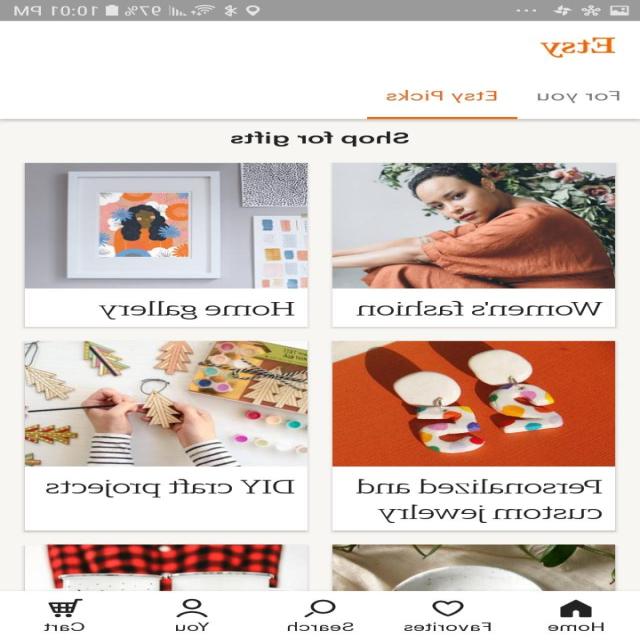 97% 10:01 PM
Etsy
For you
Etsy Picks
Shop for gifts
Women's fashion
Home gallery
Personalized and
custom jewelry
DIY craft projects
Home
Favorites
Search
You
Cart